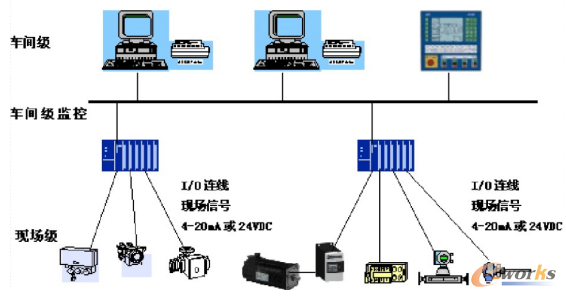 车间级
车间级监控
I/O 连线
现场信号
4-20mA 或 24VDC
I/O 连线
现场信号
4-20mA 或 24VDC
现场级
e-works